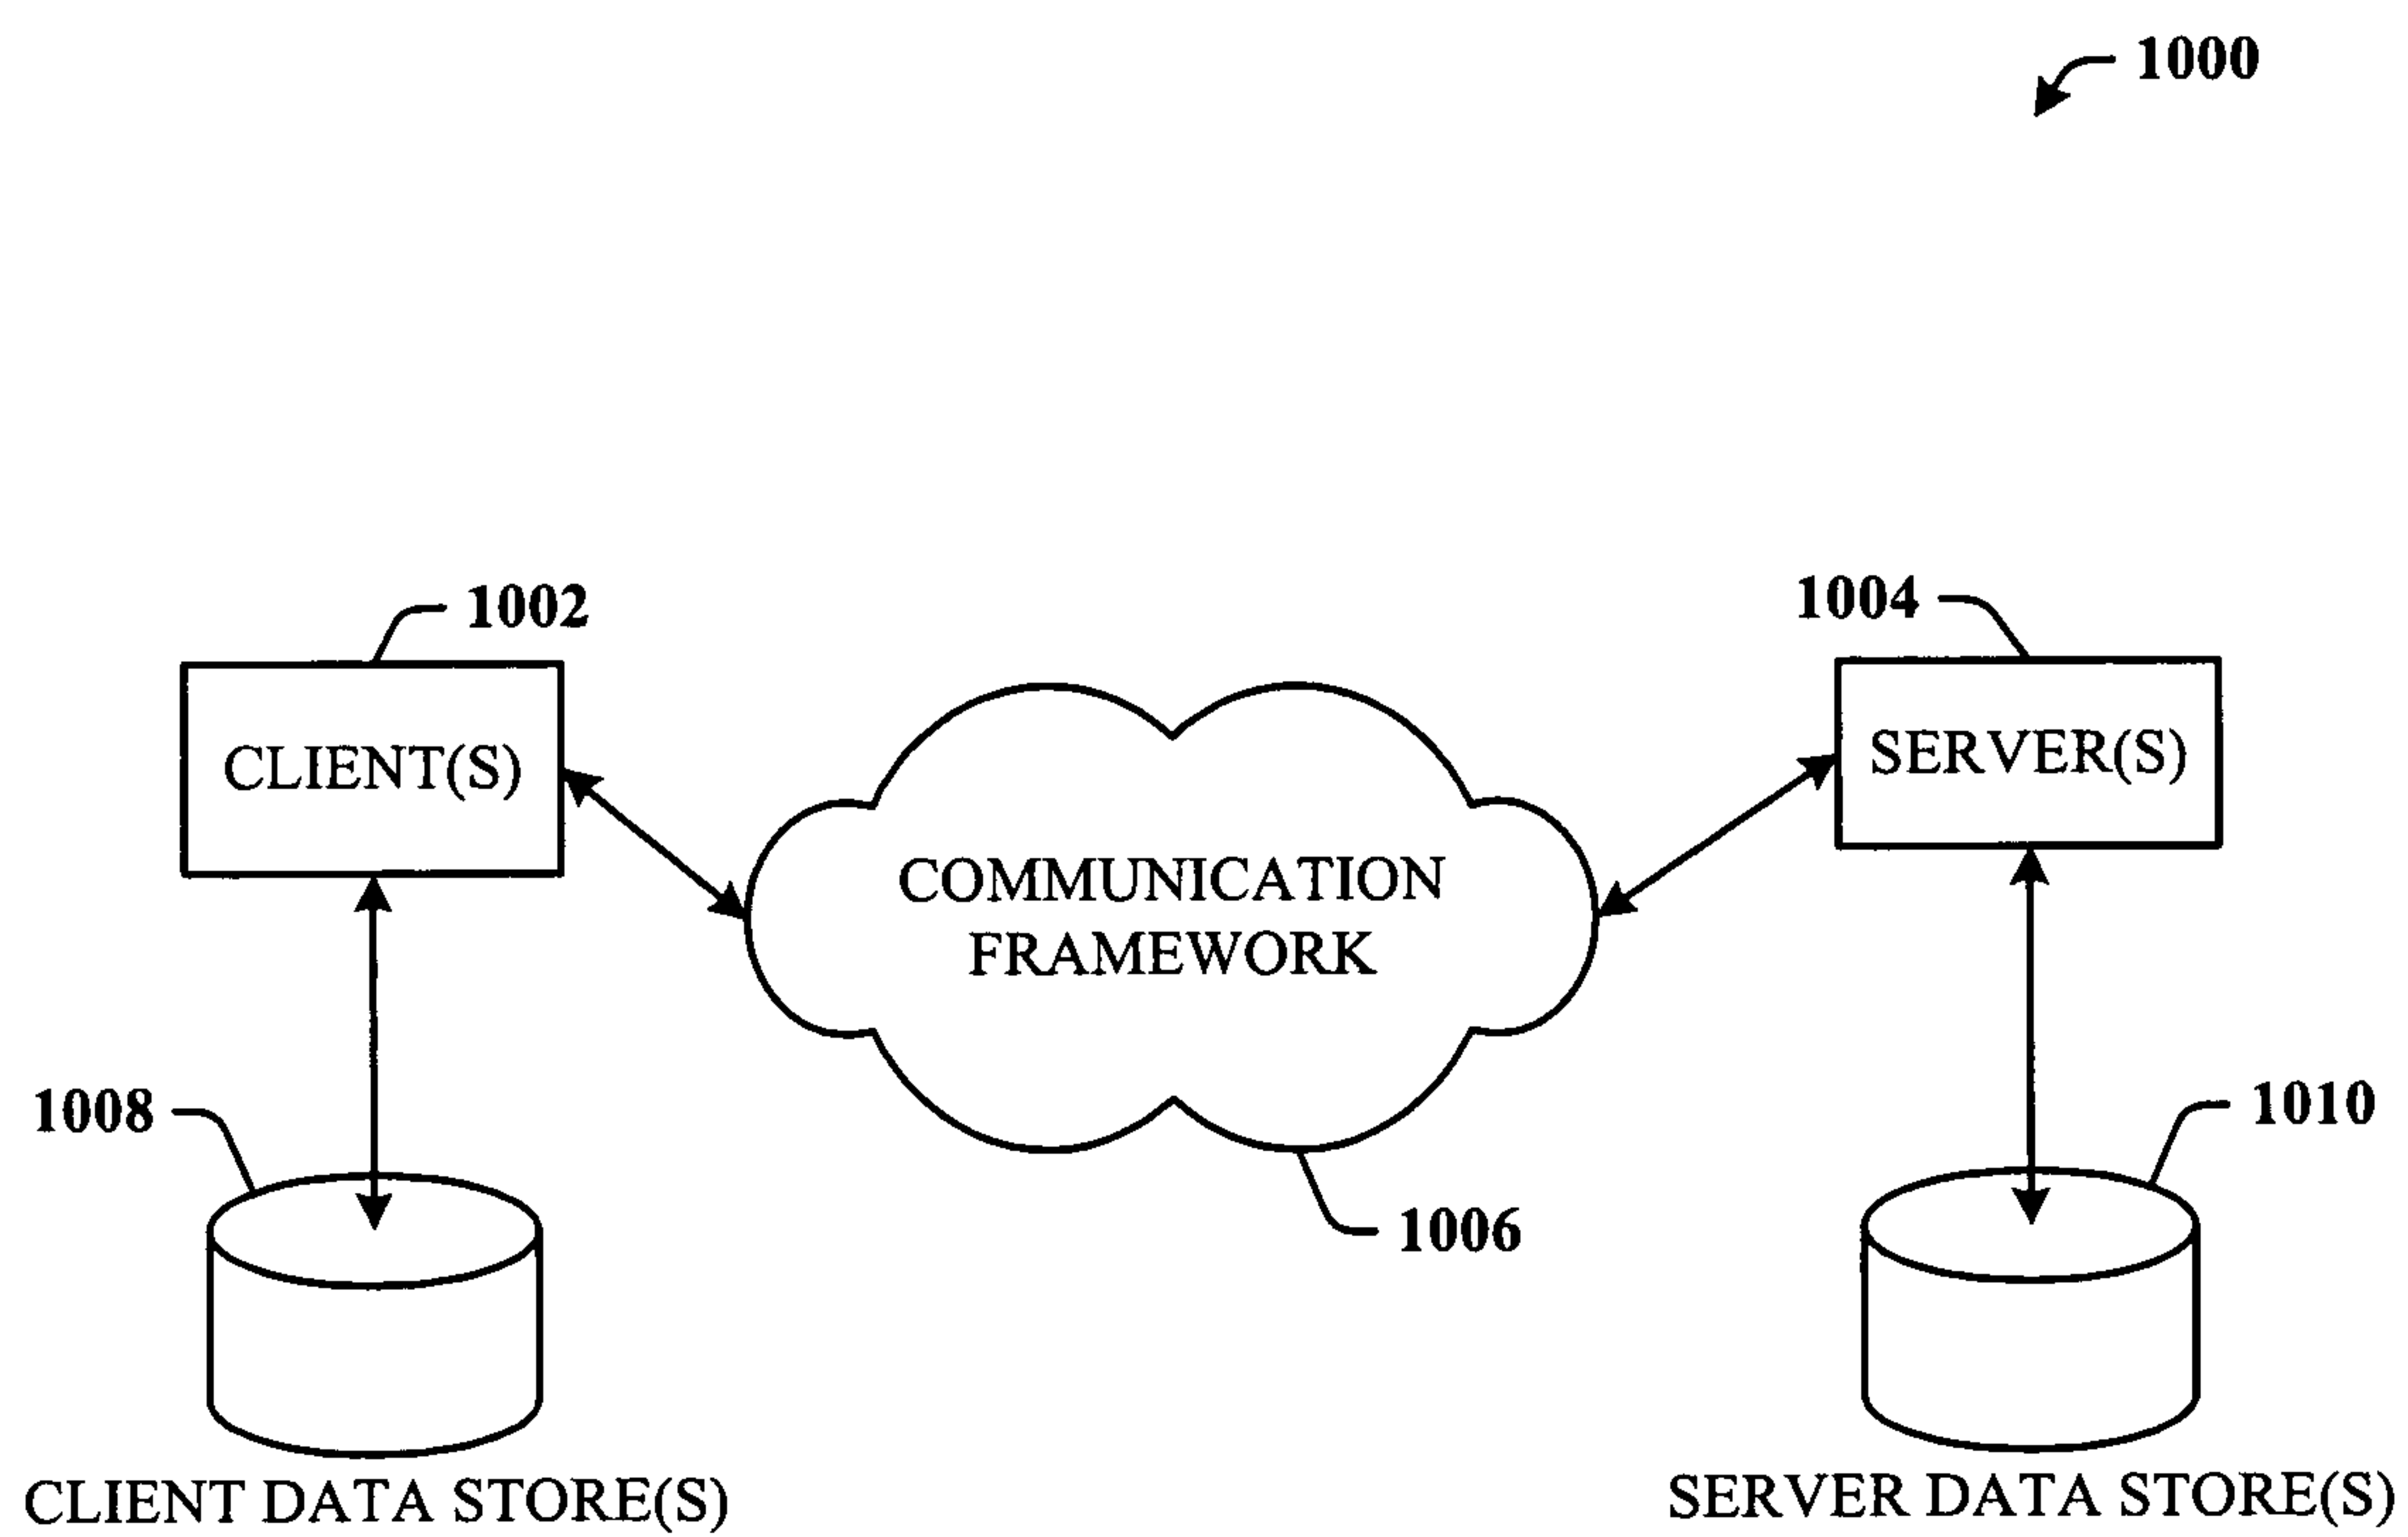 1000
1002
1004
CLIENT(S)
SERVER(S)
COMMUNICATION
FRAMEWORK
1008
1010
1006
CLIENT DATA STORE(S)
SERVER DATA STORE(S)